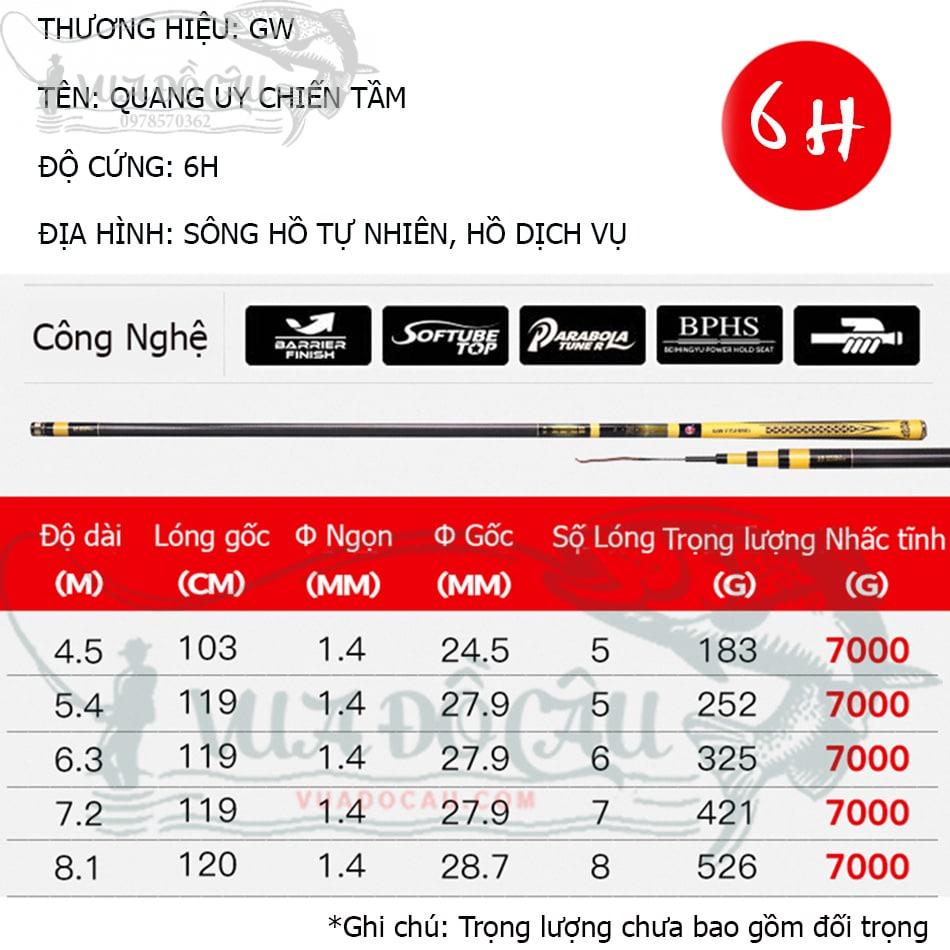 THƯƠNG HIỆU: GW
VUA ĐỒ CÂU
TÊN: QUANG UY CHIẾN TẦM
0978570362
6H
ĐỘ CỨNG: 6H
ĐỊA HÌNH: SÔNG HỒ TỰ NHIÊN, HỒ DỊCH VỤ
Công Nghệ
BARRIER FINISH
SOFTUBE TOP
PARABOLA TUNE R
BPHS
BEIMINGYU POWER HOLD SEAT
Độ dài Lóng gốc Φ Ngọn Φ Gốc Số Lóng Trọng lượng Nhấc tĩnh
(M) (CM) (MM) (MM) (G) (G)
4.5 103 1.4 24.5 5 183 7000
5.4 119 1.4 27.9 5 252 7000
VUA ĐỒ CÂU
6.3 119 1.4 27.9 6 325 7000
VUADOCAU.COM
7.2 119 1.4 27.9 7 421 7000
8.1 120 1.4 28.7 8 526 7000
*Ghi chú: Trọng lượng chưa bao gồm đối trọng